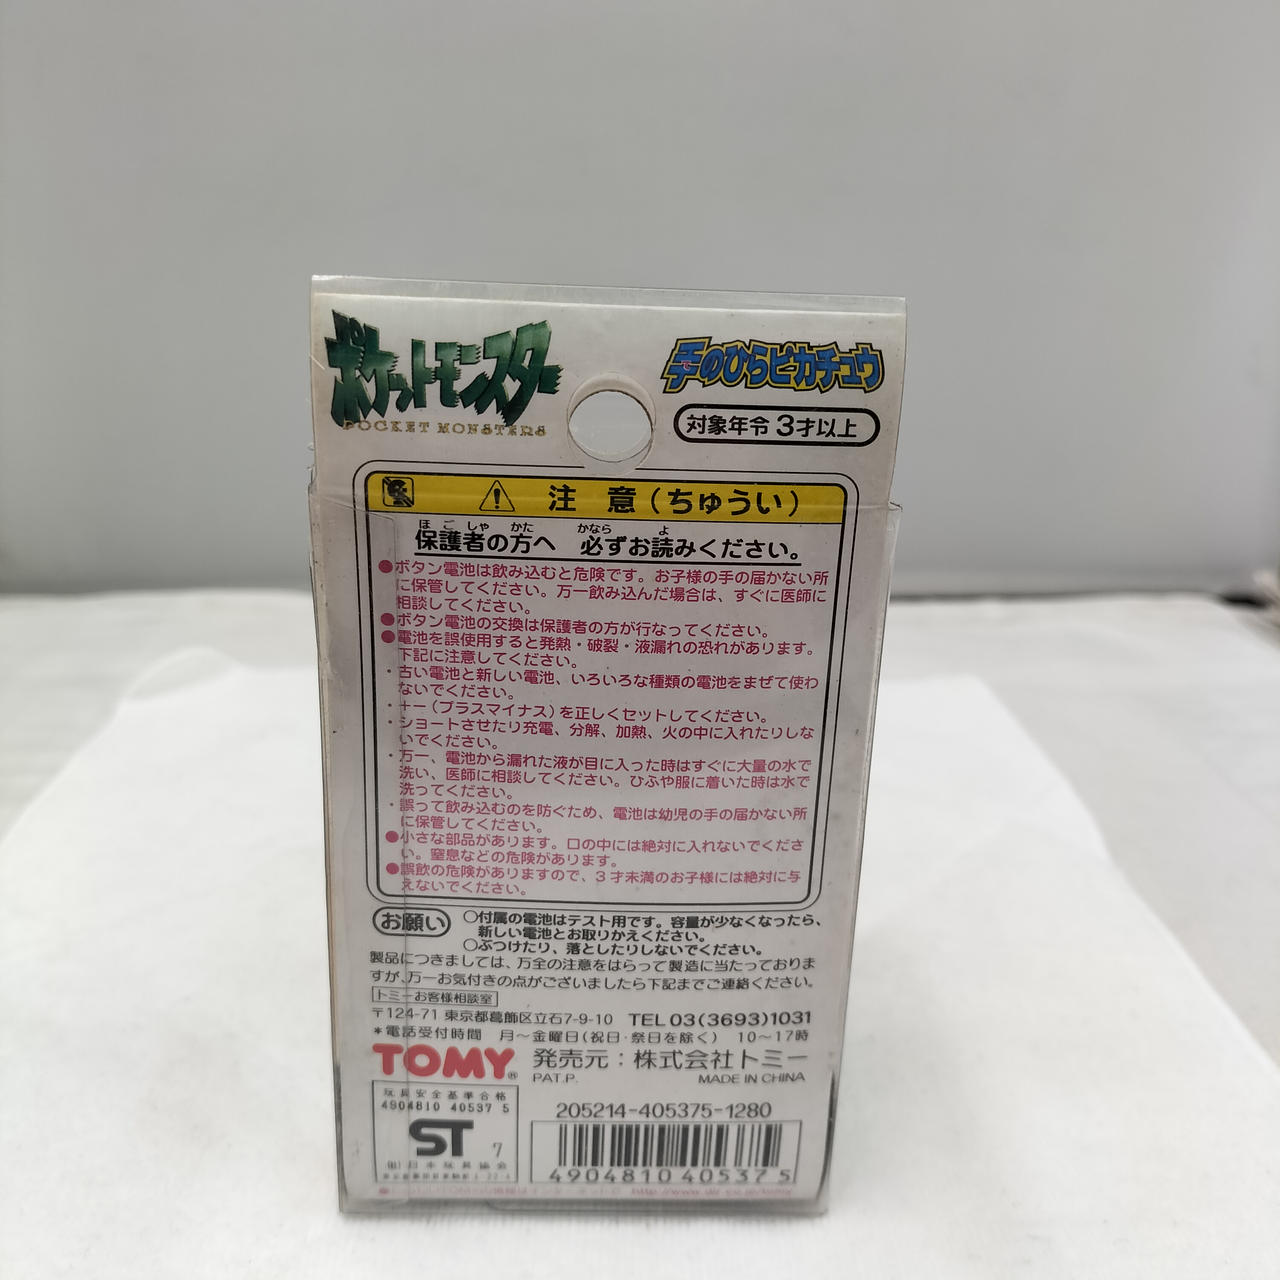 ポケットモンスター
POCKET MONSTERS
手のひらピカチュウ
対象年令 3才以上
注 意(ちゅうい)
ほ ご しゃ かた かなら よ
保護者の方へ 必ずお読みください。
●ボタン電池は飲み込むと危険です。お子様の手の届かない所
に保管してください。万一飲み込んだ場合は、すぐに医師に
相談してください。
●ボタン電池の交換は保護者の方が行なってください。
●電池を誤使用すると発熱・破裂・液漏れの恐れがあります。
下記に注意してください。
・古い電池と新しい電池、いろいろな種類の電池をまぜて使わ
ないでください。
・+−(プラスマイナス)を正しくセットしてください。
・ショートさせたり充電、分解、加熱、火の中に入れたりしな
いでください。
・万一、電池から漏れた液が目に入った時はすぐに大量の水で
洗い、医師に相談してください。ひふや服に着いた時は水で
洗ってください。
・誤って飲み込むのを防ぐため、電池は幼児の手の届かない所
に保管してください。
●小さな部品があります。口の中には絶対に入れないでくださ
い。窒息などの危険があります。
●誤飲の危険がありますので、3才未満のお子様には絶対に与
えないでください。
お願い ○付属の電池はテスト用です。容量が少なくなったら、
新しい電池とお取りかえください。
○ぶつけたり、落としたりしないでください。
製品につきましては、万全の注意をはらって製造に当たっておりま
すが、万一お気付きの点がございましたら下記までご連絡ください。
トミーお客様相談室
〒124-71 東京都葛飾区立石7-9-10 TEL 03(3693)1031
*電話受付時間 月〜金曜日(祝日・祭日を除く) 10〜17時
TOMY® 発売元:株式会社トミー
PAT.P. MADE IN CHINA
玩具安全基準合格
4904810 40537 5
ST 7
(社)日本玩具協会
205214-405375-1280
4904810405375